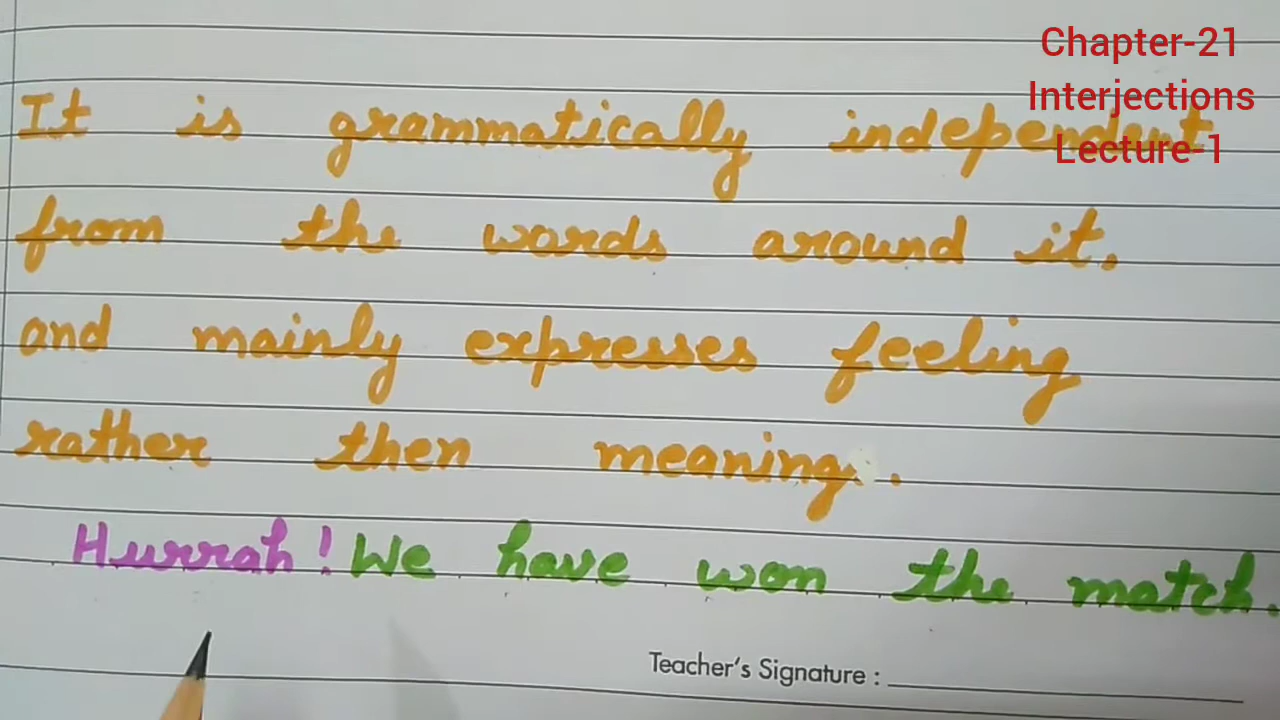 Chapter-21
Interjections
Lecture-1
It is grammatically independent
from the words around it.
and mainly expresses feeling
rather then meaning.
Hurrah! We have won the match.
Teacher's Signature :